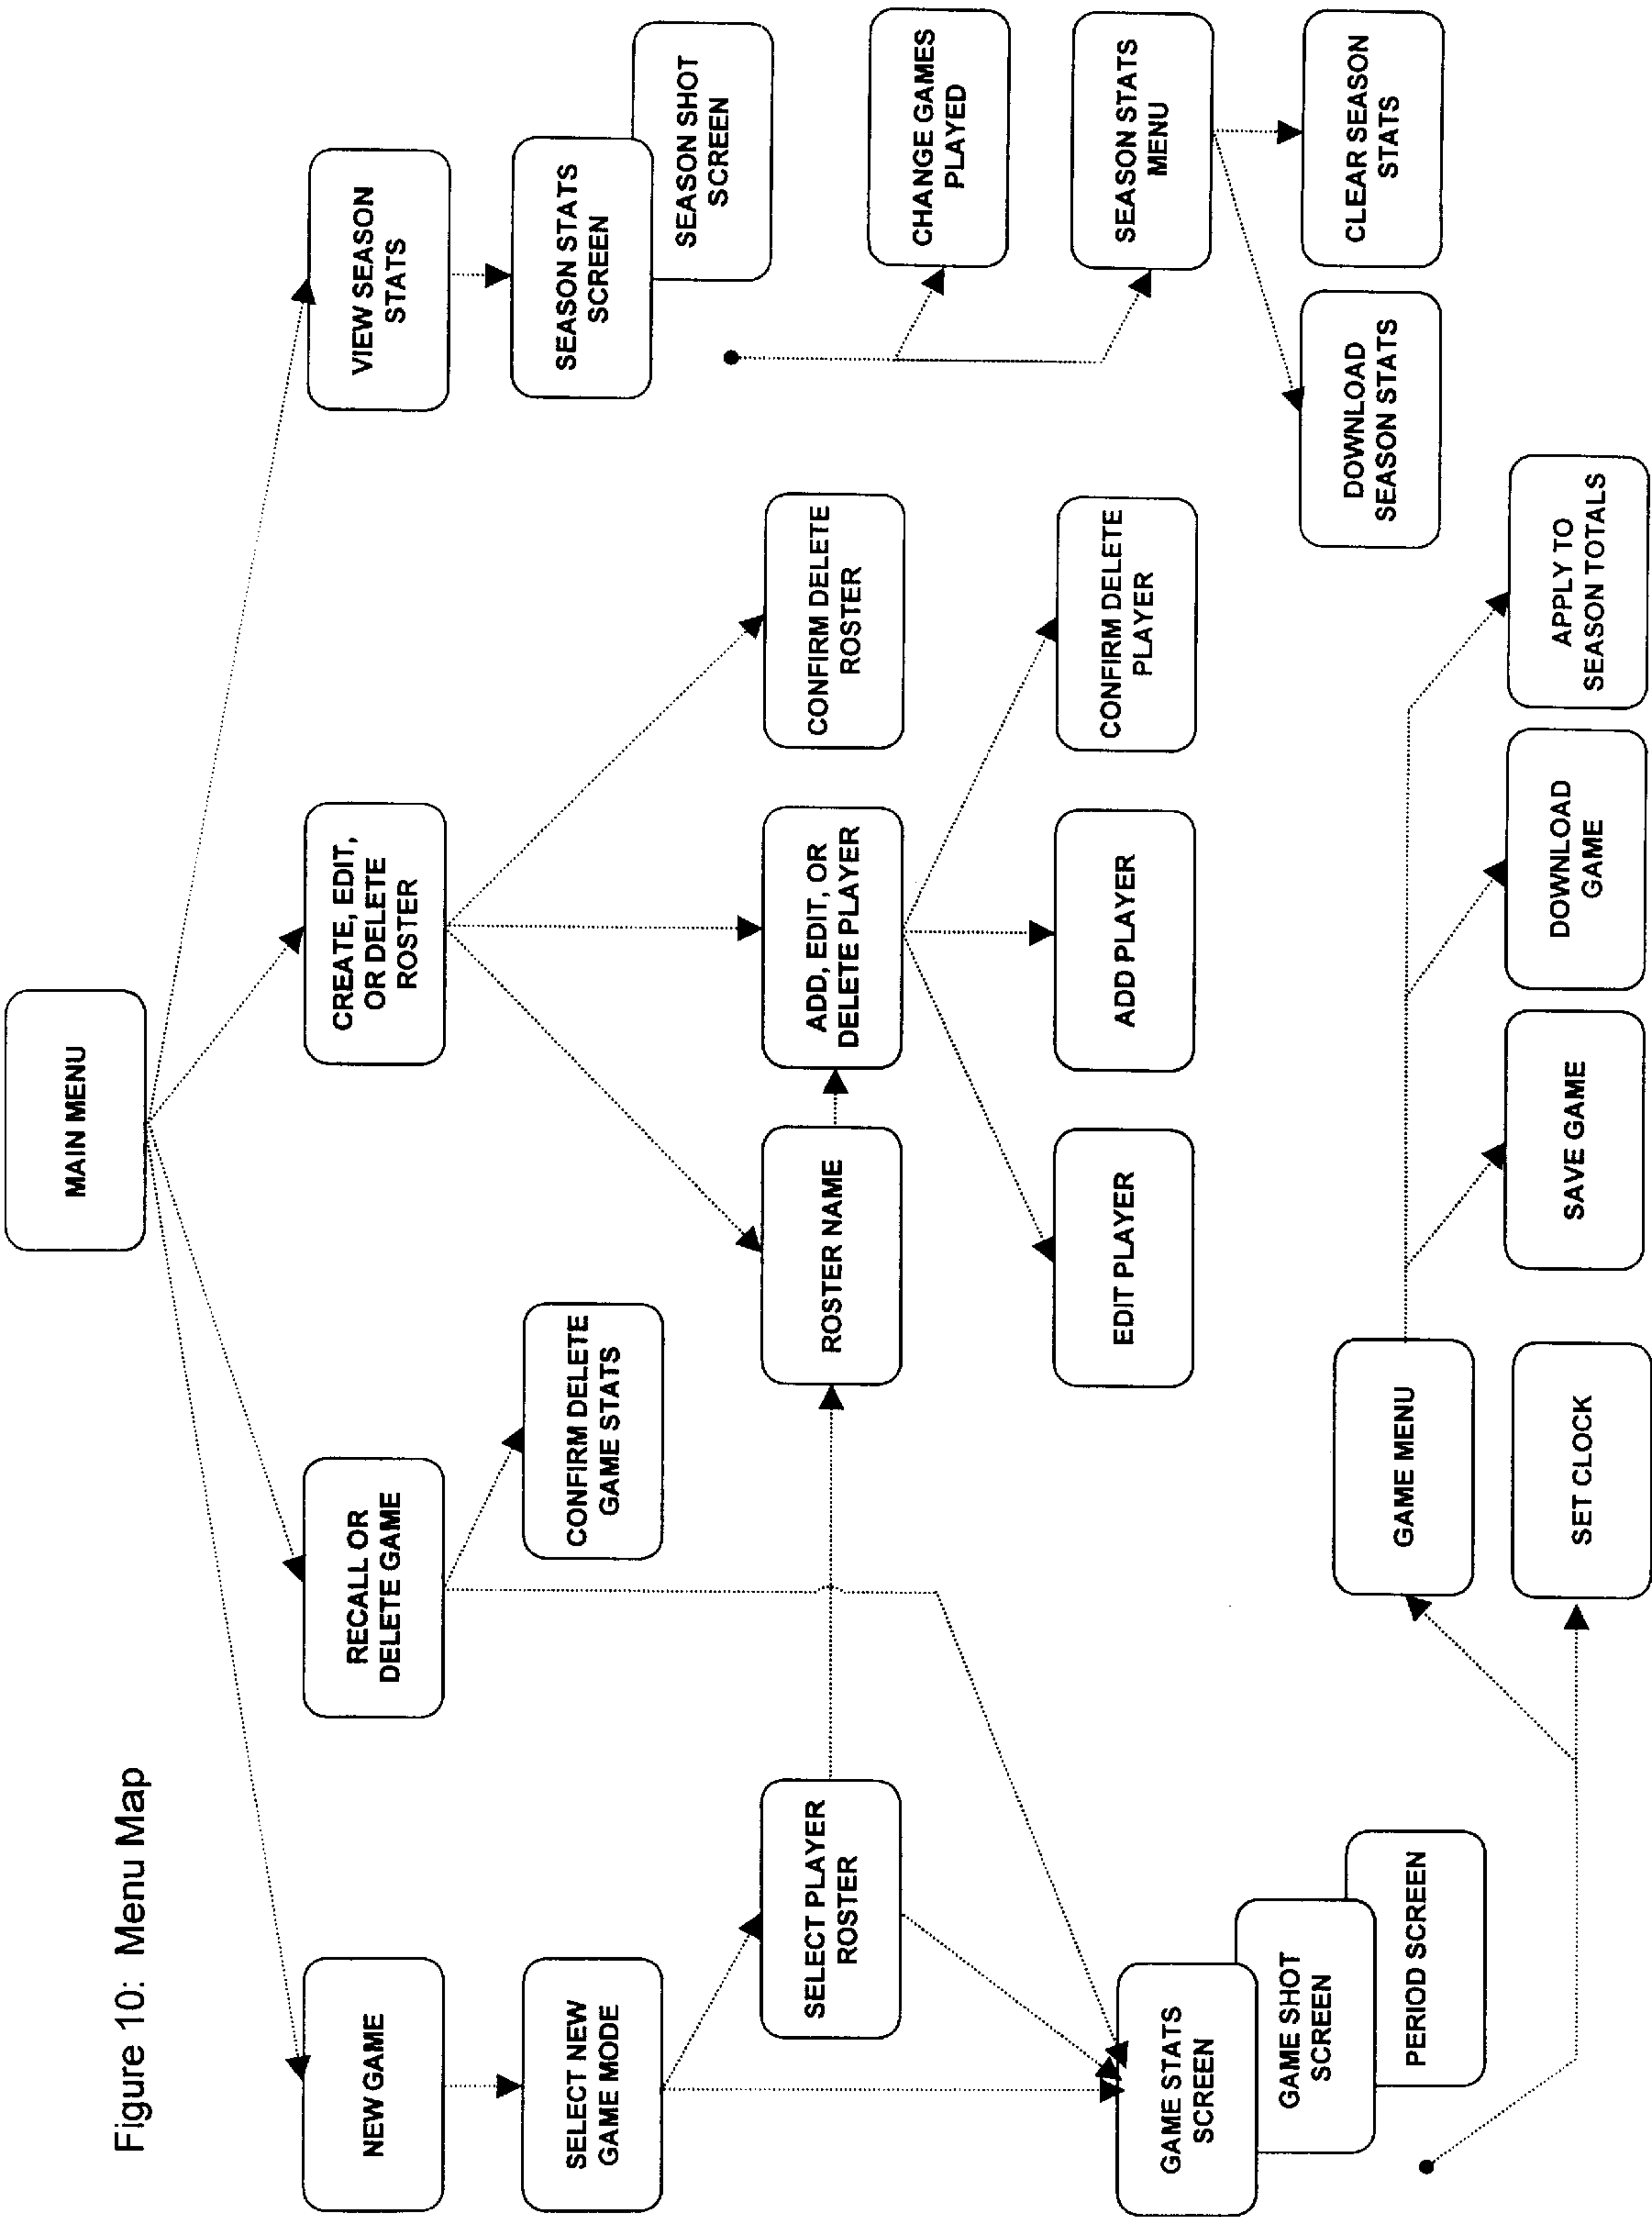 Figure 10: Menu Map
MAIN MENU
NEW GAME
RECALL OR
DELETE GAME
CREATE, EDIT,
OR DELETE
ROSTER
VIEW SEASON
STATS
SELECT NEW
GAME MODE
CONFIRM DELETE
GAME STATS
SEASON STATS
SCREEN
SEASON SHOT
SCREEN
SELECT PLAYER
ROSTER
ROSTER NAME
ADD, EDIT, OR
DELETE PLAYER
CONFIRM DELETE
ROSTER
CHANGE GAMES
PLAYED
GAME STATS
SCREEN
GAME SHOT
SCREEN
PERIOD SCREEN
EDIT PLAYER
ADD PLAYER
CONFIRM DELETE
PLAYER
SEASON STATS
MENU
GAME MENU
DOWNLOAD
SEASON STATS
CLEAR SEASON
STATS
SET CLOCK
SAVE GAME
DOWNLOAD
GAME
APPLY TO
SEASON TOTALS